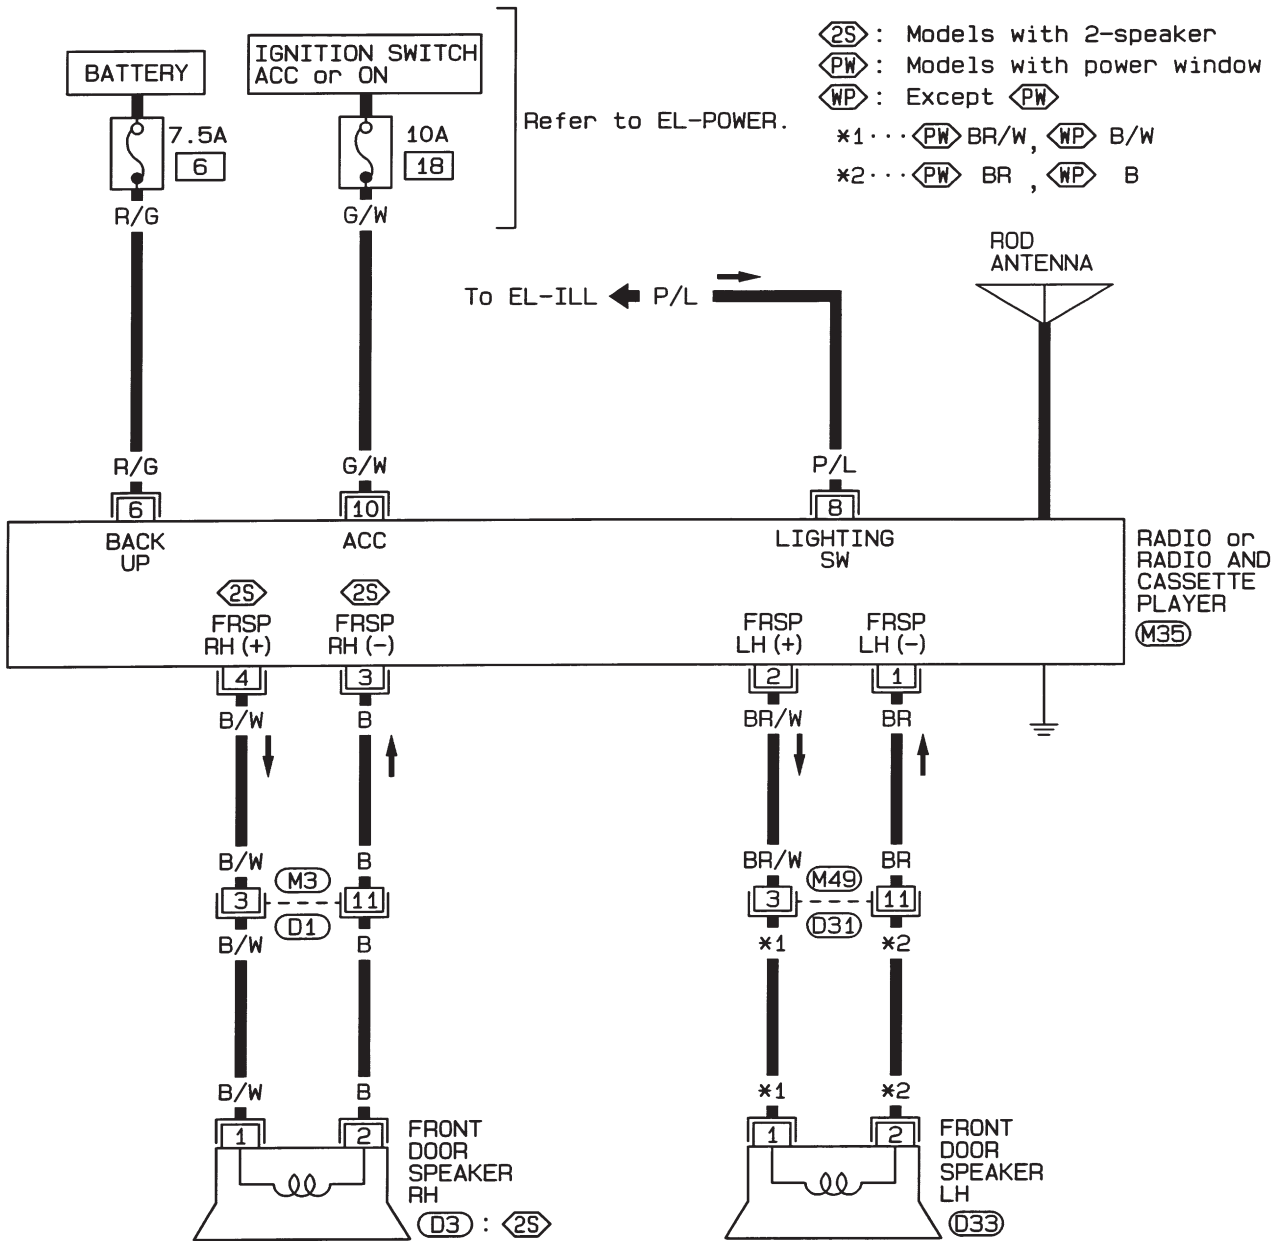 BATTERY
IGNITION SWITCH
ACC or ON
7.5A
6
10A
18
Refer to EL-POWER.
2S : Models with 2-speaker
PW : Models with power window
WP : Except PW
*1··· PW BR/W, WP B/W
*2··· PW BR , WP B
R/G
G/W
To EL-ILL P/L
ROD
ANTENNA
R/G
G/W
P/L
6
10
8
BACK
UP
ACC
LIGHTING
SW
RADIO or
RADIO AND
CASSETTE
PLAYER
M35
2S
2S
FRSP
RH (+)
FRSP
RH (-)
FRSP
LH (+)
FRSP
LH (-)
4
3
2
1
B/W
B
BR/W
BR
B/W
B
BR/W
BR
3
M3
D1
11
3
M49
D31
11
B/W
B
*1
*2
B/W
B
*1
*2
1
2
FRONT
DOOR
SPEAKER
RH
D3 : 2S
1
2
FRONT
DOOR
SPEAKER
LH
D33